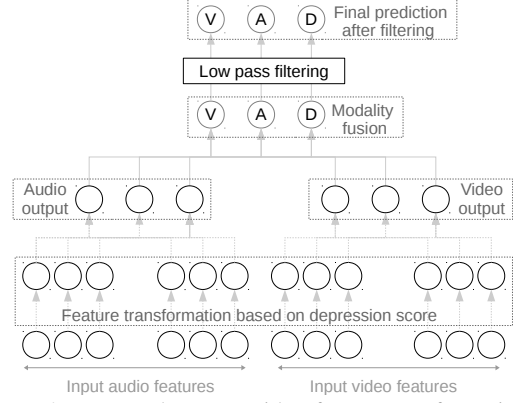 V A D
Final prediction
after filtering
Low pass filtering
V A D
Modality
fusion
Audio
output
Video
output
Feature transformation based on depression score
Input audio features
Input video features